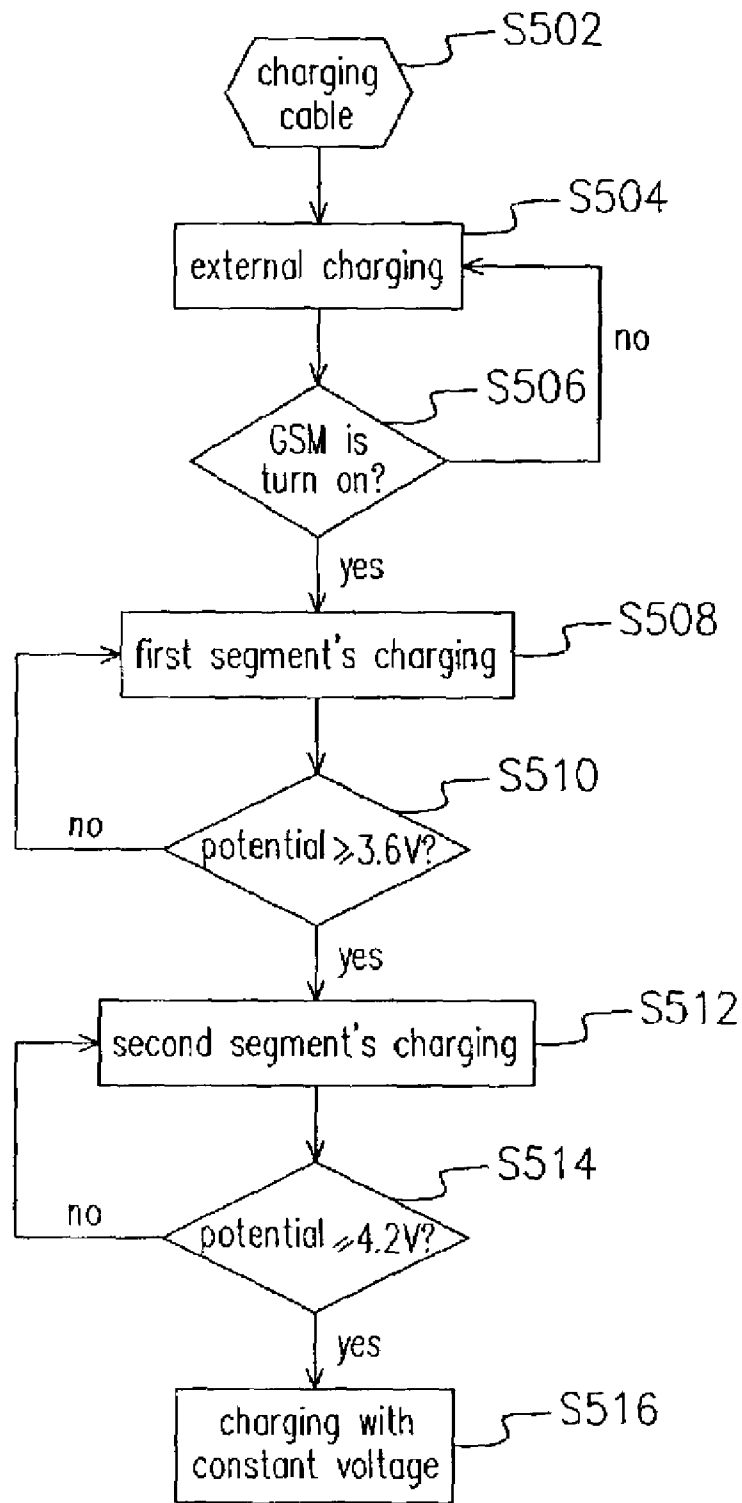 S502
charging
cable
S504
external charging
no
S506
GSM is
turn on?
yes
S508
first segment's charging
S510
no
potential ⩾ 3.6V?
yes
S512
second segment's charging
S514
no
potential ⩾ 4.2V?
yes
S516
charging with
constant voltage